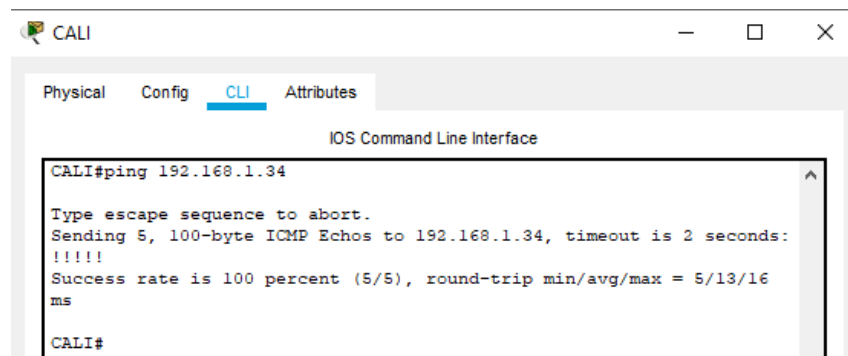 CALI
Physical Config CLI Attributes
IOS Command Line Interface
CALI#ping 192.168.1.34
Type escape sequence to abort.
Sending 5, 100-byte ICMP Echos to 192.168.1.34, timeout is 2 seconds:
!!!!!
Success rate is 100 percent (5/5), round-trip min/avg/max = 5/13/16
ms
CALI#